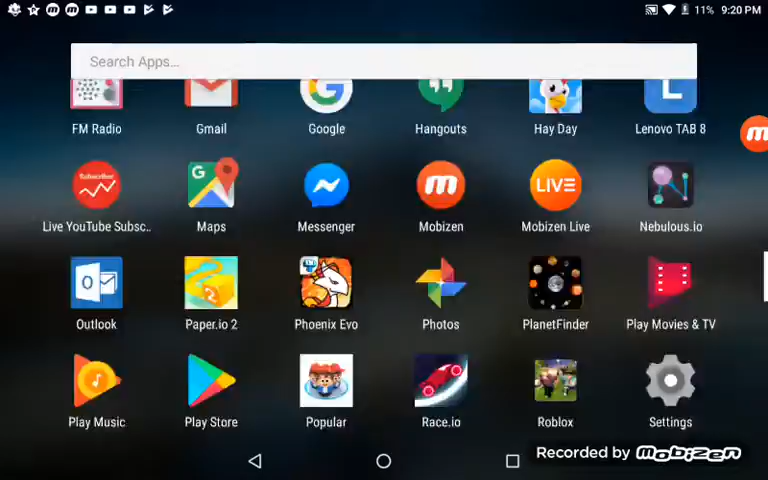 11% 9:20 PM
Search Apps...
FM Radio Gmail Google Hangouts Hay Day Lenovo TAB 8
Subscriber LIVE
Live YouTube Subsc.. Maps Messenger Mobizen Mobizen Live Nebulous.io
Outlook Paper.io 2 Phoenix Evo Photos PlanetFinder Play Movies & TV
Play Music Play Store Popular Race.io Roblox Settings
Recorded by mobizen